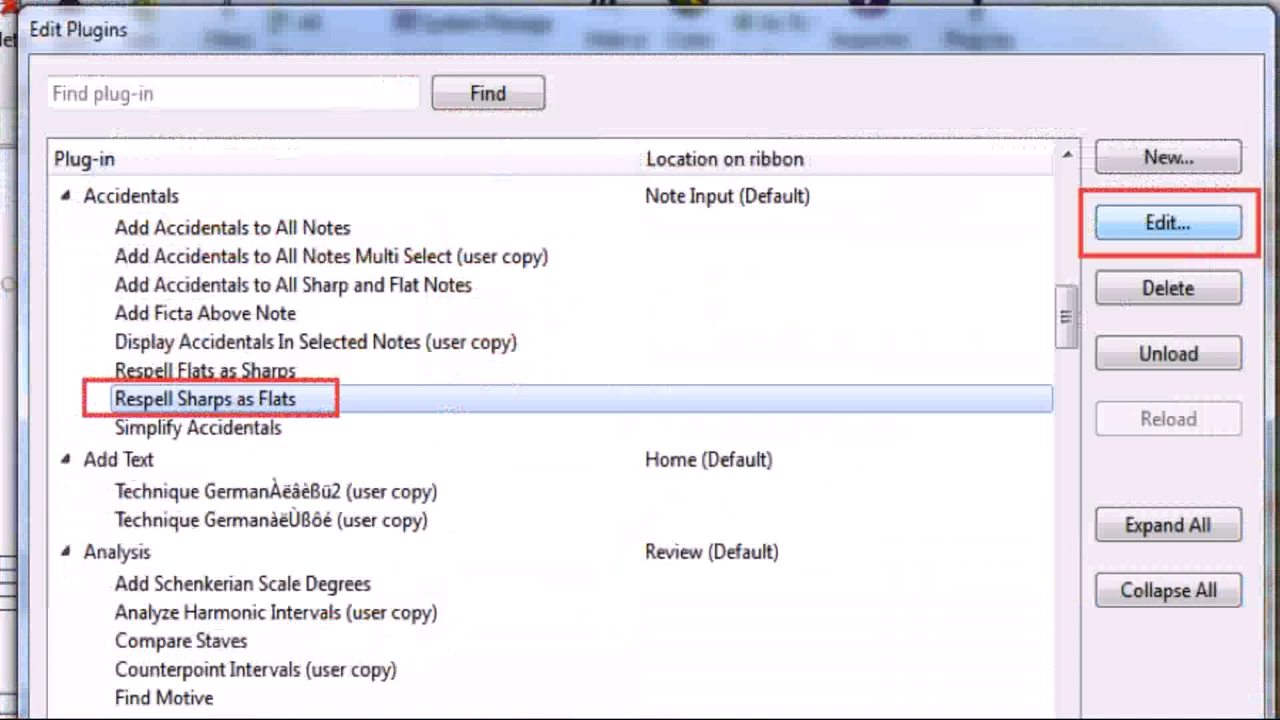 Edit Plugins
Find plug-in Find
Plug-in Location on ribbon New...
Accidentals Note Input (Default)
Add Accidentals to All Notes Edit...
Add Accidentals to All Notes Multi Select (user copy)
Add Accidentals to All Sharp and Flat Notes Delete
Add Ficta Above Note
Display Accidentals In Selected Notes (user copy) Unload
Respell Flats as Sharps
Respell Sharps as Flats Reload
Simplify Accidentals
Add Text Home (Default)
Technique GermanÀëâèßü2 (user copy)
Technique GermanàëÙßôé (user copy) Expand All
Analysis Review (Default)
Add Schenkerian Scale Degrees Collapse All
Analyze Harmonic Intervals (user copy)
Compare Staves
Counterpoint Intervals (user copy)
Find Motive